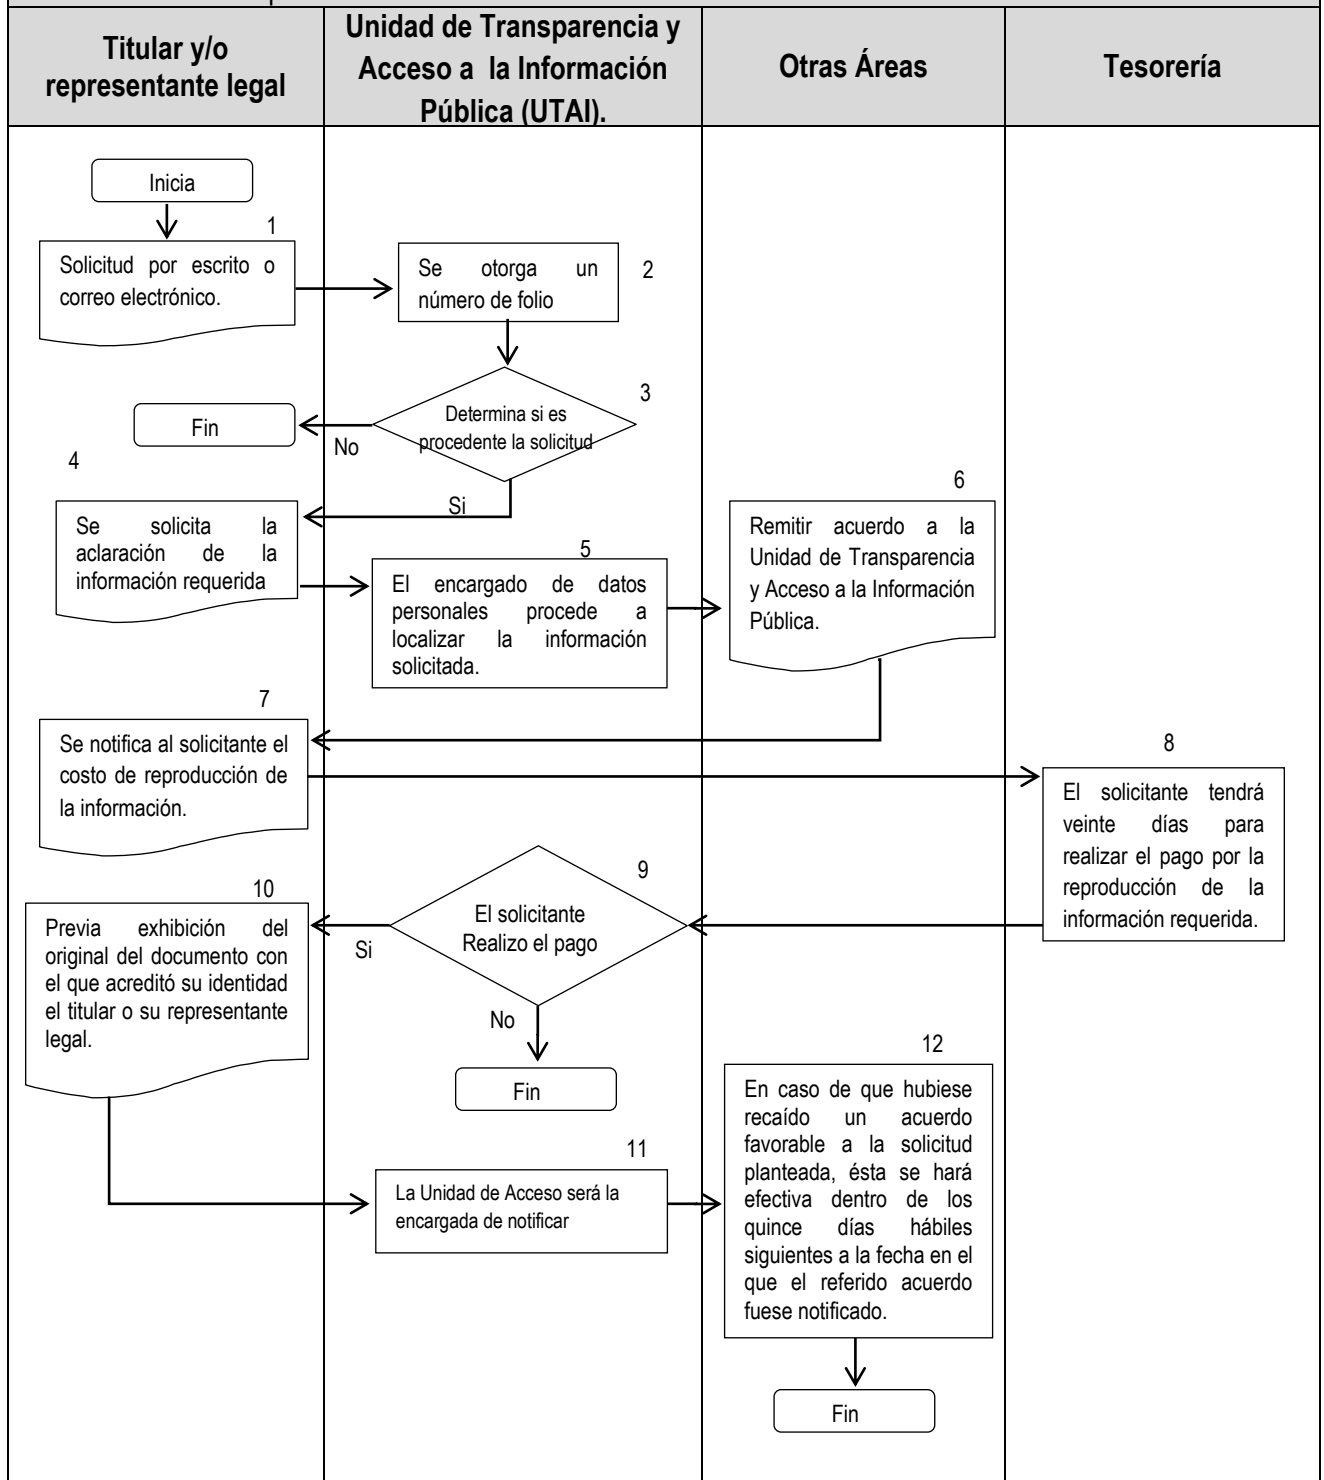 Titular y/o
representante legal
Unidad de Transparencia y
Acceso a la Información
Pública (UTAI).
Otras Áreas
Tesorería
Inicia
1
Solicitud por escrito o
correo electrónico.
Se otorga un
número de folio
2
3
Determina si es
procedente la solicitud
No
Fin
Si
4
Se solicita la
aclaración de la
información requerida
5
El encargado de datos
personales procede a
localizar la información
solicitada.
6
Remitir acuerdo a la
Unidad de Transparencia
y Acceso a la Información
Pública.
7
Se notifica al solicitante el
costo de reproducción de
la información.
8
El solicitante tendrá
veinte días para
realizar el pago por la
reproducción de la
información requerida.
9
El solicitante
Realizo el pago
Si
No
Fin
10
Previa exhibición del
original del documento con
el que acreditó su identidad
el titular o su representante
legal.
11
La Unidad de Acceso será la
encargada de notificar
12
En caso de que hubiese
recaído un acuerdo
favorable a la solicitud
planteada, ésta se hará
efectiva dentro de los
quince días hábiles
siguientes a la fecha en el
que el referido acuerdo
fuese notificado.
Fin